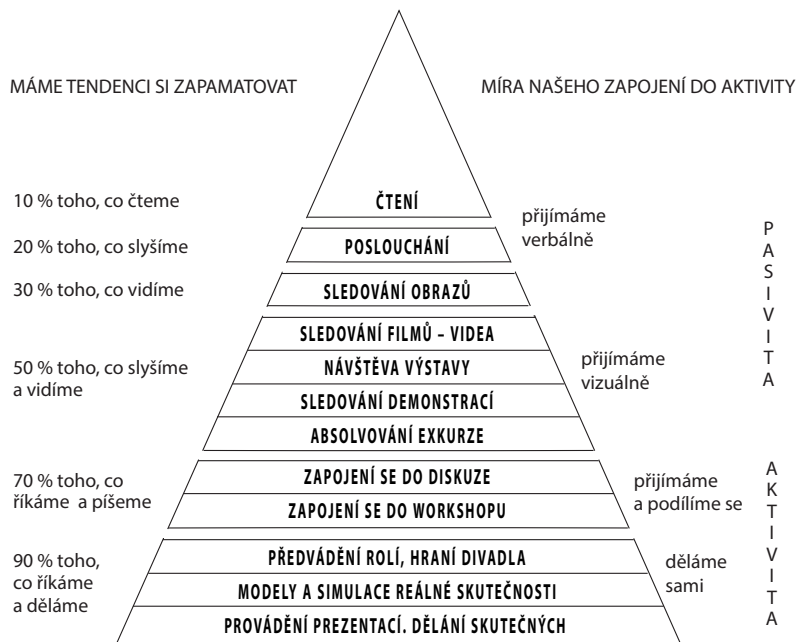 MÁME TENDENCI SI ZAPAMATOVAT
MÍRA NAŠEHO ZAPOJENÍ DO AKTIVITY
10 % toho, co čteme
ČTENÍ
přijímáme
verbálně
20 % toho, co slyšíme
POSLOUCHÁNÍ
30 % toho, co vidíme
SLEDOVÁNÍ OBRAZŮ
50 % toho, co slyšíme
a vidíme
SLEDOVÁNÍ FILMŮ – VIDEA
NÁVŠTĚVA VÝSTAVY
SLEDOVÁNÍ DEMONSTRACÍ
ABSOLVOVÁNÍ EXKURZE
přijímáme
vizuálně
PASIVITA
70 % toho, co
říkáme a píšeme
ZAPOJENÍ SE DO DISKUZE
ZAPOJENÍ SE DO WORKSHOPU
přijímáme
a podílíme se
90 % toho,
co říkáme
a děláme
PŘEDVÁDĚNÍ ROLÍ, HRANÍ DIVADLA
MODELY A SIMULACE REÁLNÉ SKUTEČNOSTI
PROVÁDĚNÍ PREZENTACÍ. DĚLÁNÍ SKUTEČNÝCH
děláme
sami
AKTIVITA